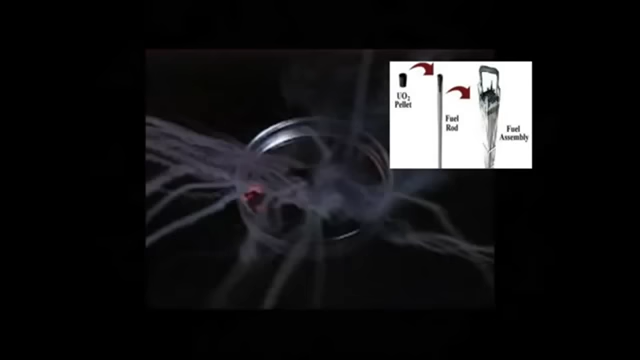 UO₂
Pellet
Fuel
Rod
Fuel
Assembly